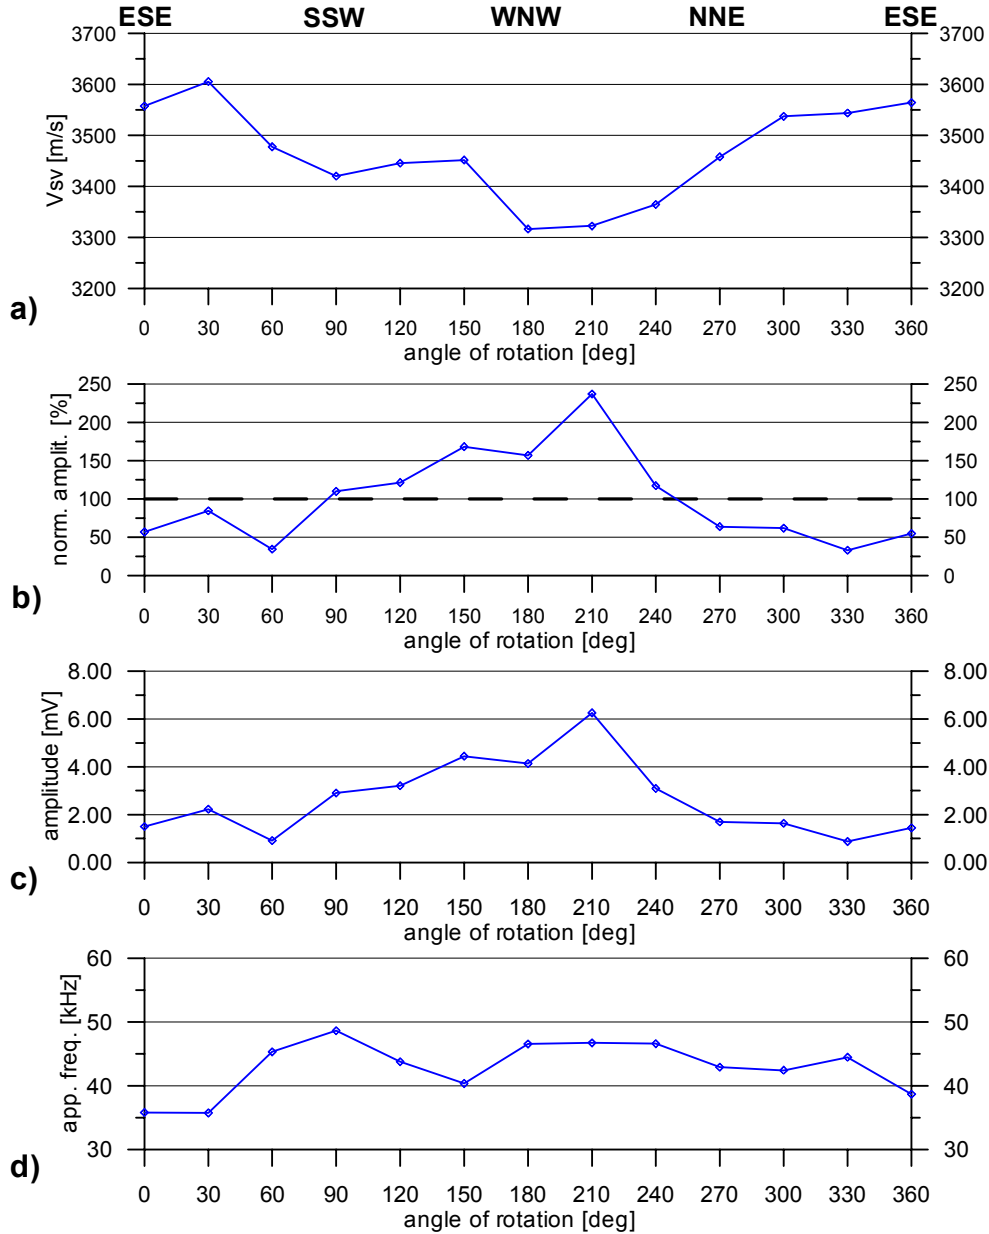 ESE SSW WNW NNE ESE
3700 3700
3600 3600
3500 3500
3400 3400
3300 3300
3200 3200
Vsv [m/s]
a)
0 30 60 90 120 150 180 210 240 270 300 330 360
angle of rotation [deg]
250 250
200 200
150 150
100 100
50 50
0 0
norm. amplit. [%]
b)
0 30 60 90 120 150 180 210 240 270 300 330 360
angle of rotation [deg]
8.00 8.00
6.00 6.00
4.00 4.00
2.00 2.00
0.00 0.00
amplitude [mV]
c)
0 30 60 90 120 150 180 210 240 270 300 330 360
angle of rotation [deg]
60 60
50 50
40 40
30 30
app. freq. [kHz]
d)
0 30 60 90 120 150 180 210 240 270 300 330 360
angle of rotation [deg]